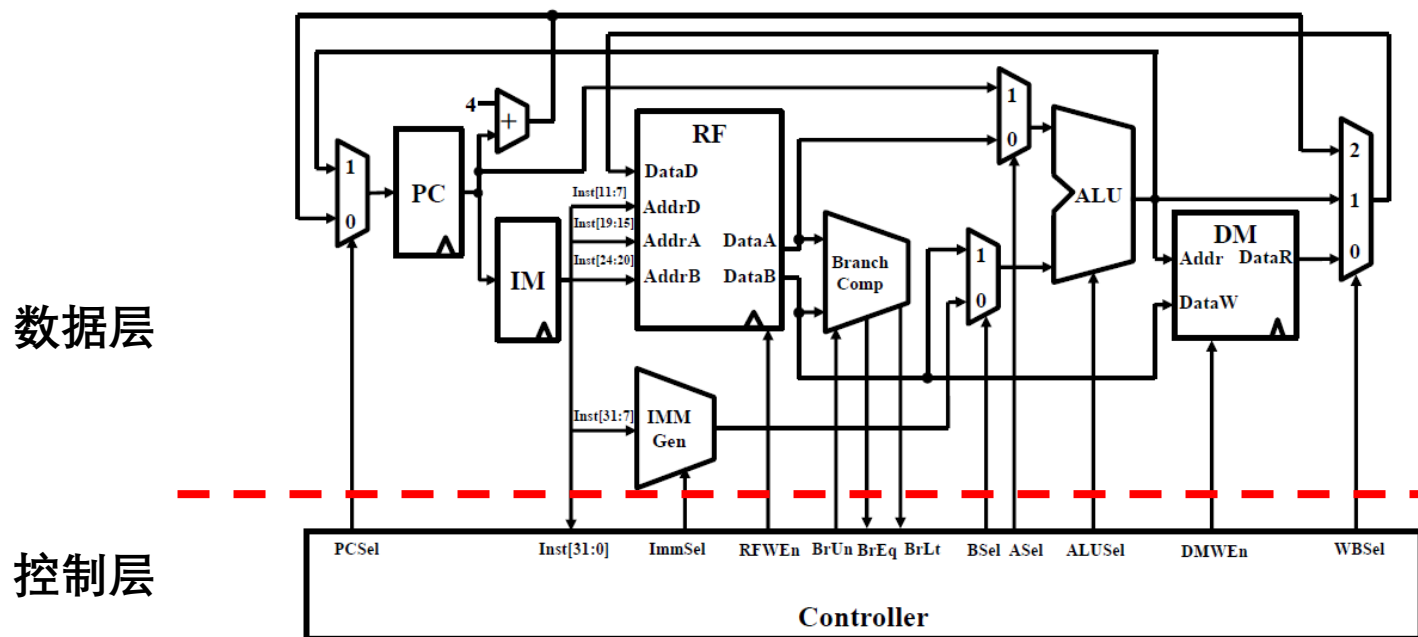 数据层
控制层
4
+
1
0
PC
IM
RF
DataD
AddrD
AddrA
AddrB
DataA
DataB
Inst[11:7]
Inst[19:15]
Inst[24:20]
Inst[31:7]
IMM
Gen
Branch
Comp
1
0
1
0
ALU
DM
Addr
DataR
DataW
2
1
0
PCSel
Inst[31:0]
ImmSel
RFWEn
BrUn
BrEq
BrLt
BSel
ASel
ALUSel
DMWEn
WBSel
Controller